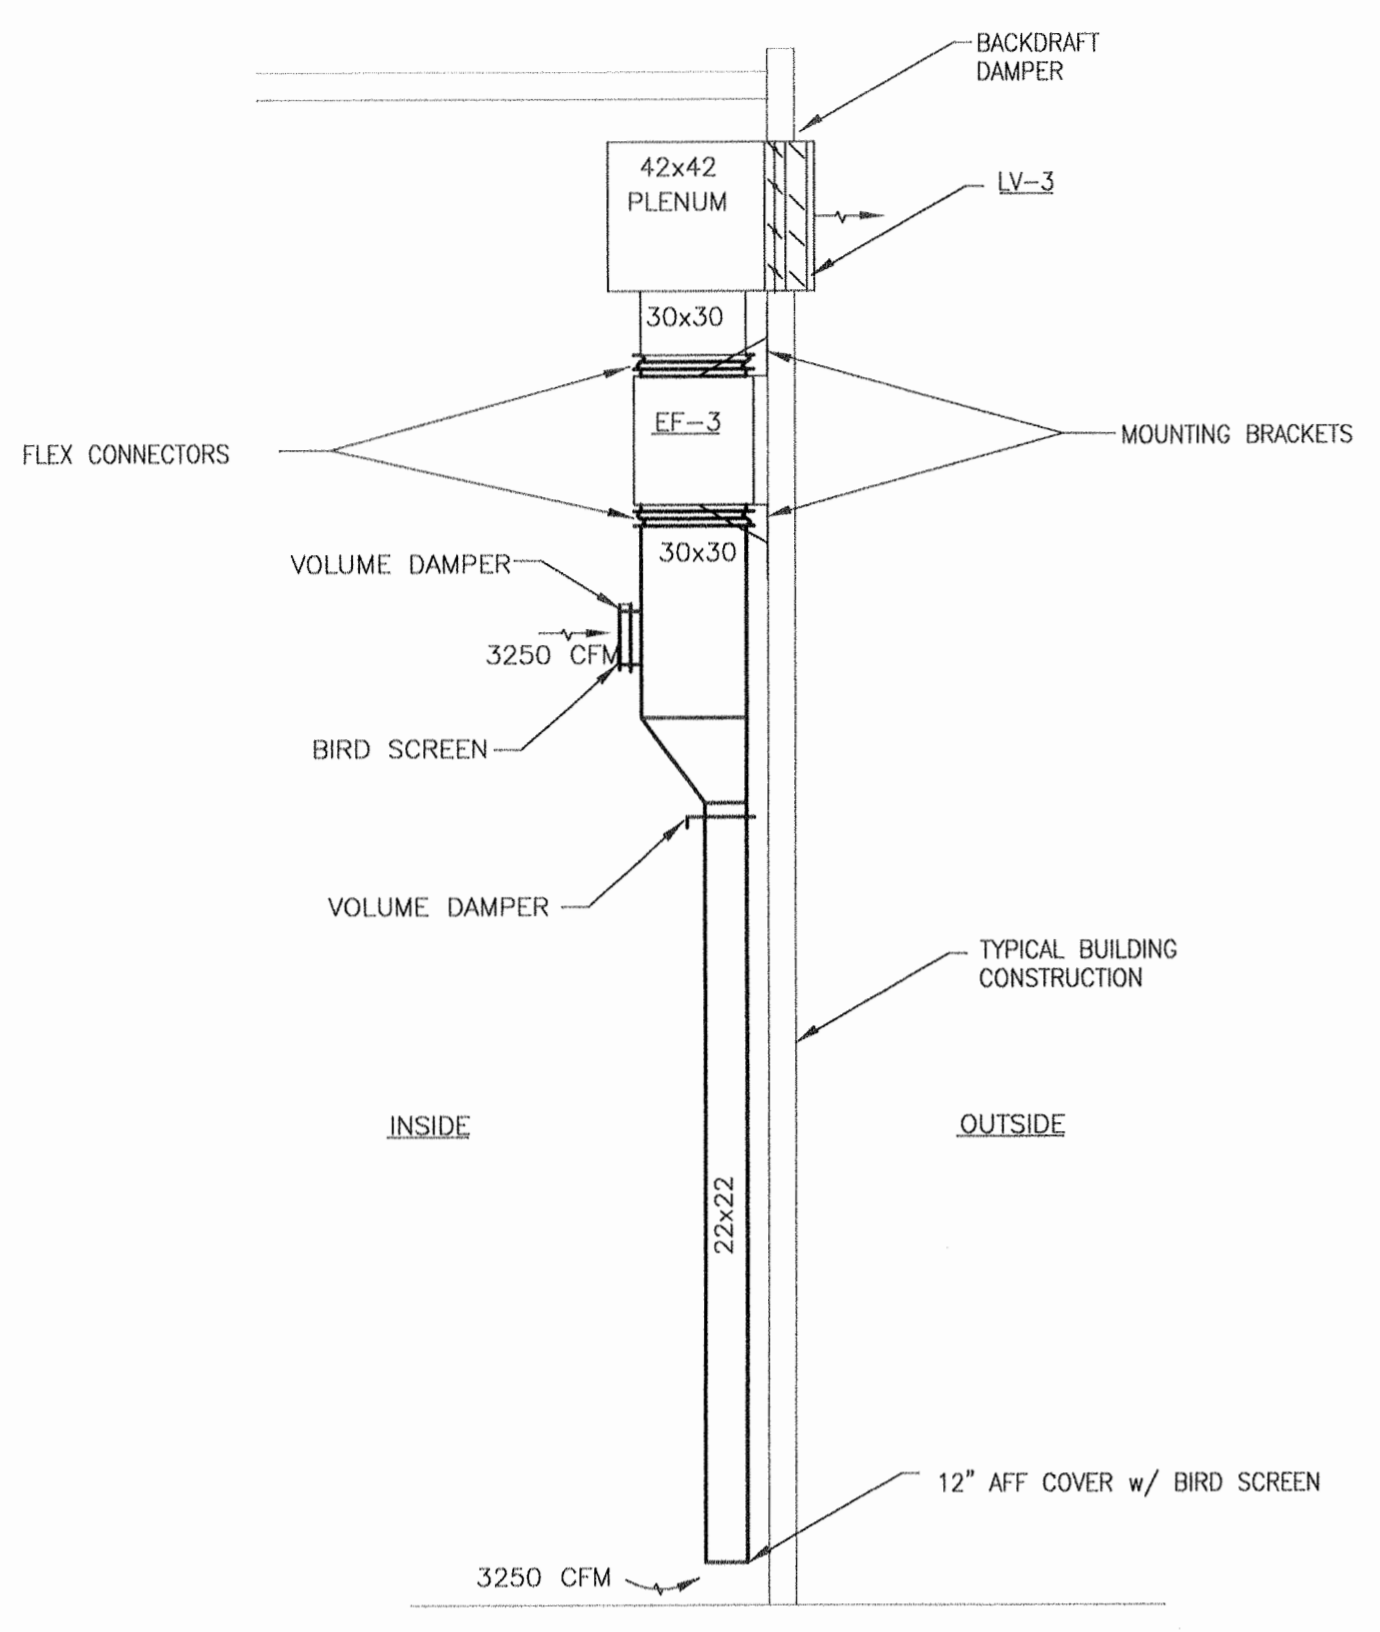 BACKDRAFT
DAMPER
42x42
PLENUM
LV-3
30x30
EF-3
FLEX CONNECTORS
MOUNTING BRACKETS
30x30
VOLUME DAMPER
3250 CFM
BIRD SCREEN
VOLUME DAMPER
TYPICAL BUILDING
CONSTRUCTION
INSIDE
OUTSIDE
22x22
12" AFF COVER w/ BIRD SCREEN
3250 CFM